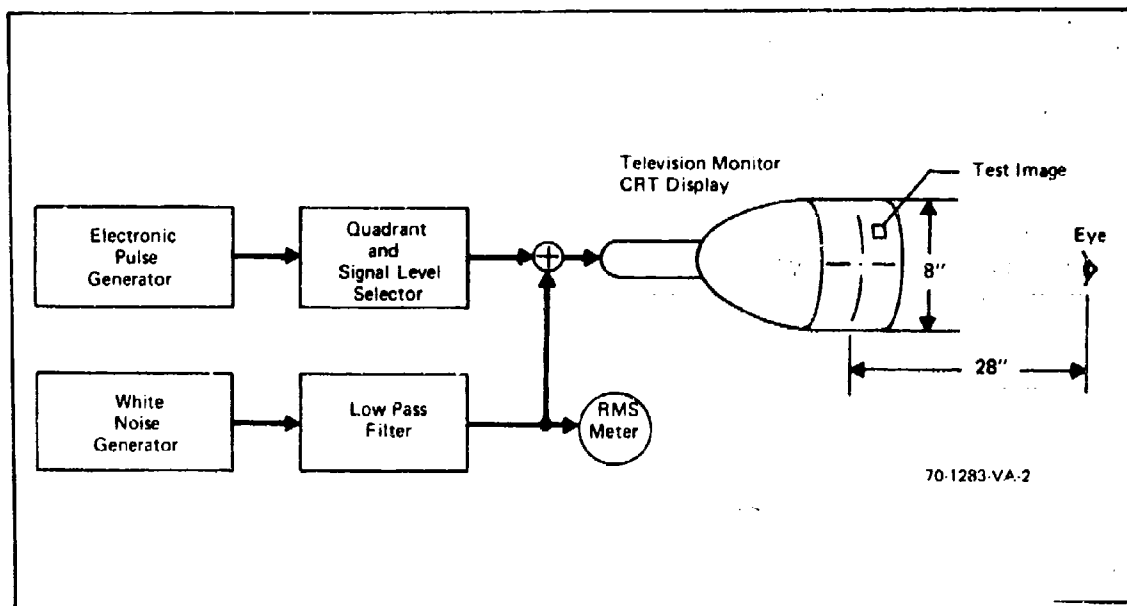 Television Monitor
CRT Display
Test Image
Electronic
Pulse
Generator
Quadrant
and
Signal Level
Selector
8"
Eye
28"
White
Noise
Generator
Low Pass
Filter
RMS
Meter
70-1283-VA-2